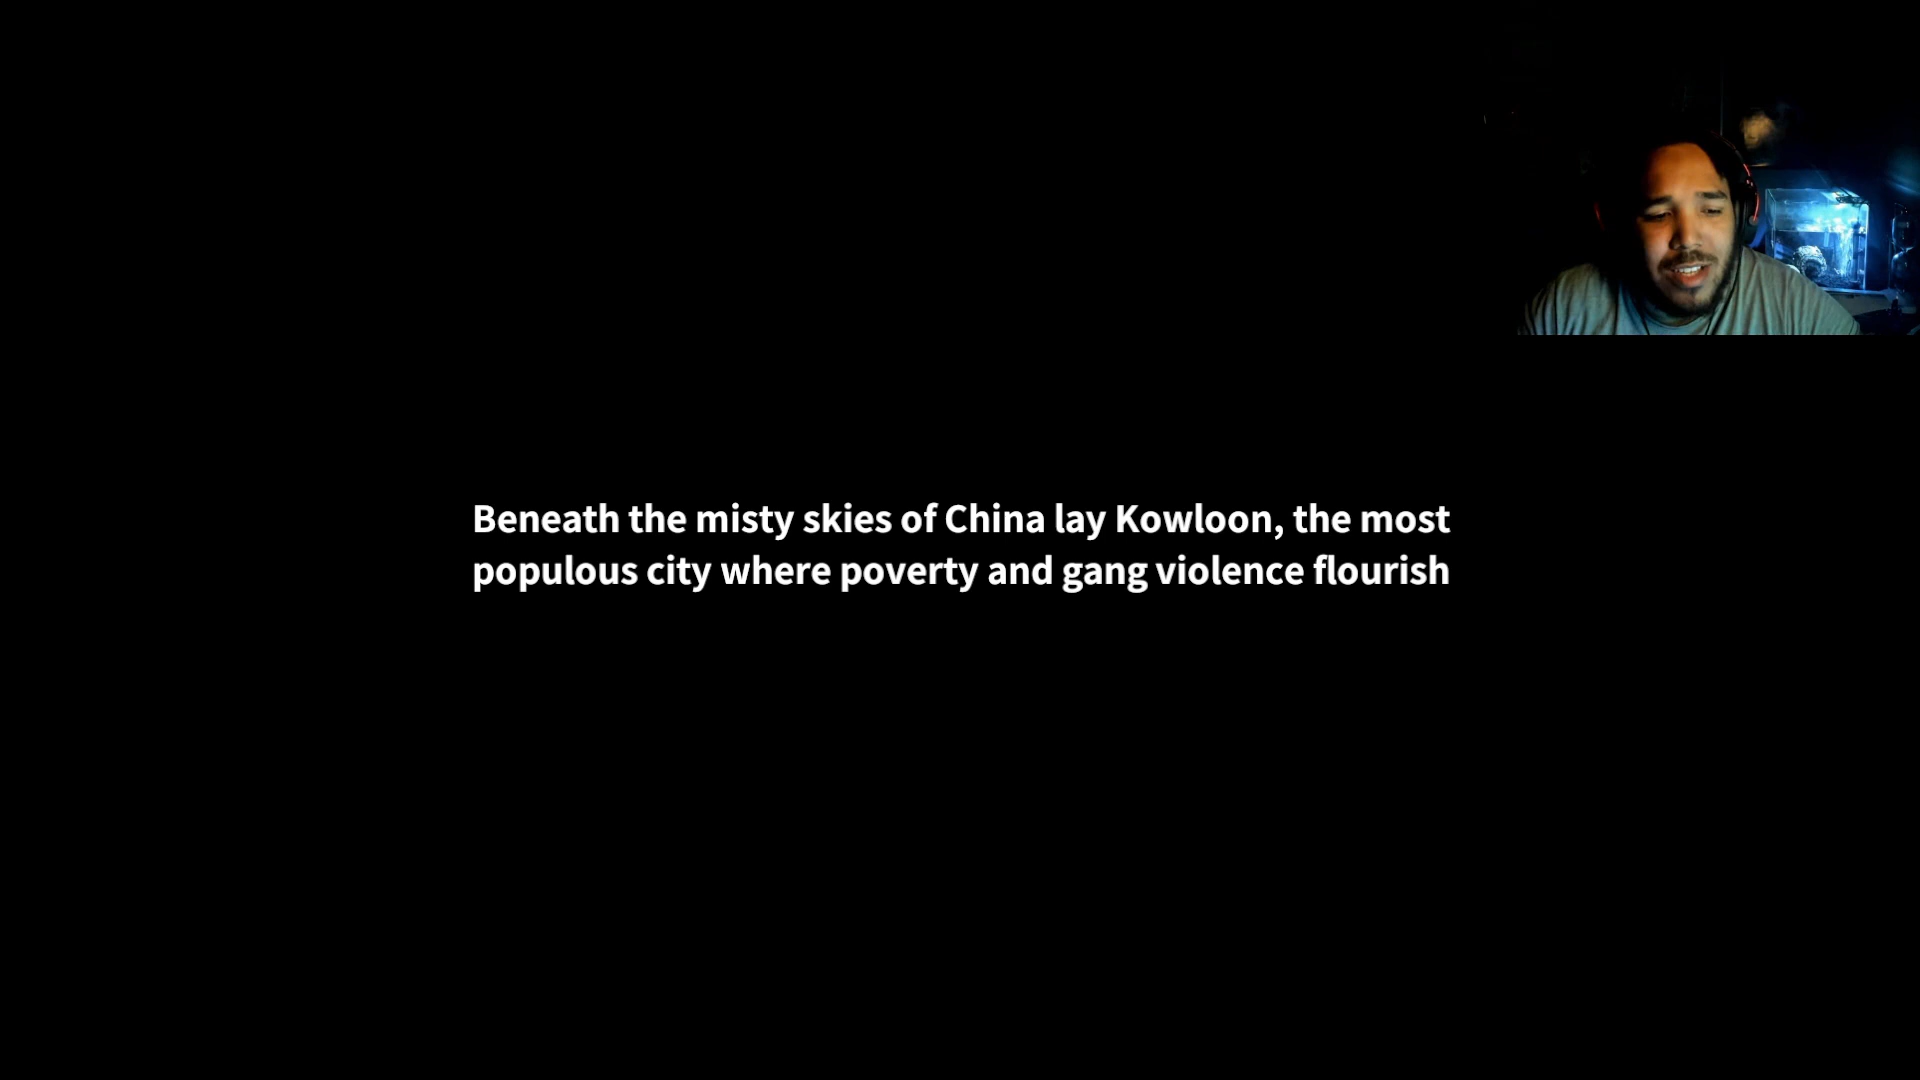 Beneath the misty skies of China lay Kowloon, the most
populous city where poverty and gang violence flourish